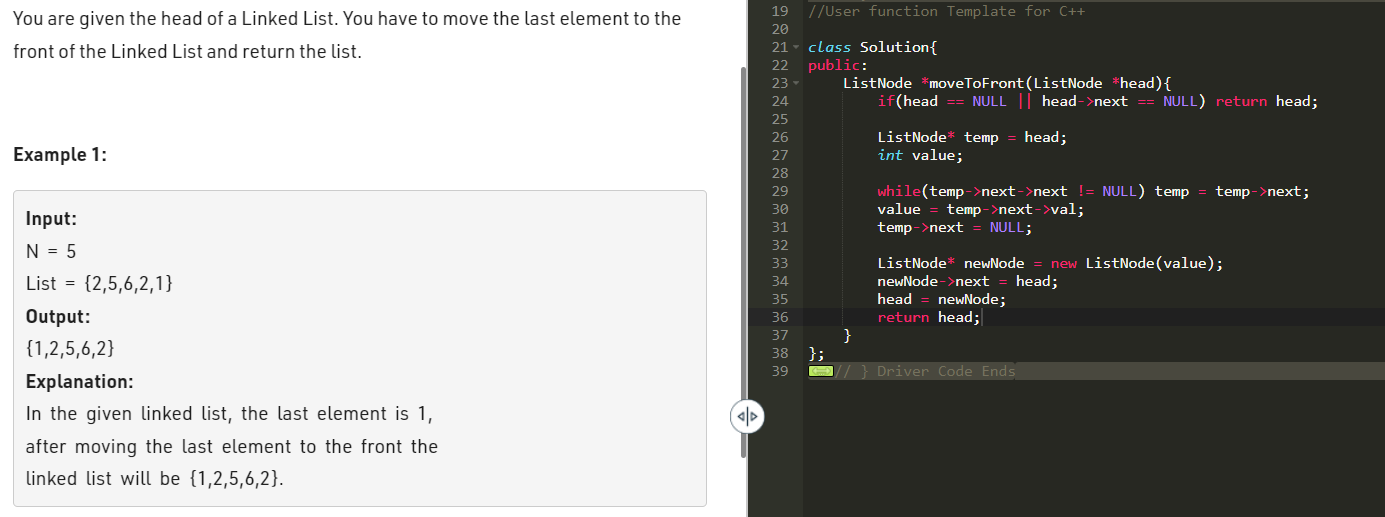 You are given the head of a Linked List. You have to move the last element to the
front of the Linked List and return the list.
Example 1:
Input:
N = 5
List = {2,5,6,2,1}
Output:
{1,2,5,6,2}
Explanation:
In the given linked list, the last element is 1,
after moving the last element to the front the
linked list will be {1,2,5,6,2}.
19 //User function Template for C++
20
21 class Solution{
22 public:
23     ListNode *moveToFront(ListNode *head){
24         if(head == NULL || head->next == NULL) return head;
25
26         ListNode* temp = head;
27         int value;
28
29         while(temp->next->next != NULL) temp = temp->next;
30         value = temp->next->val;
31         temp->next = NULL;
32
33         ListNode* newNode = new ListNode(value);
34         newNode->next = head;
35         head = newNode;
36         return head;
37     }
38 };
39 // } Driver Code Ends